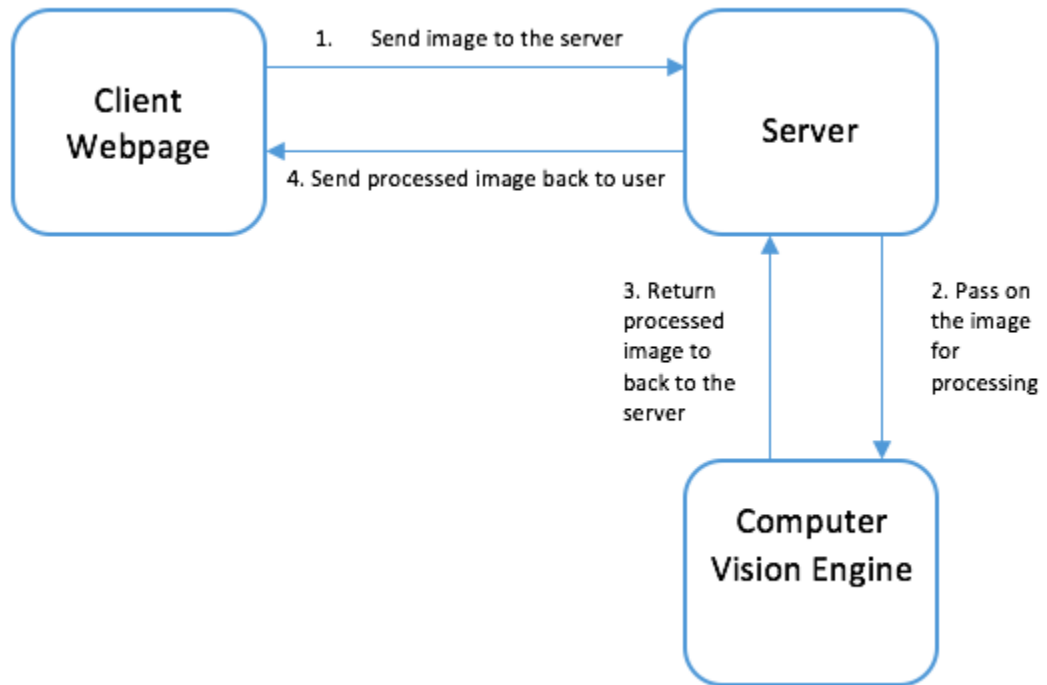 Client
Webpage
1. Send image to the server
Server
4. Send processed image back to user
3. Return
processed
image to
back to the
server
2. Pass on
the image
for
processing
Computer
Vision Engine